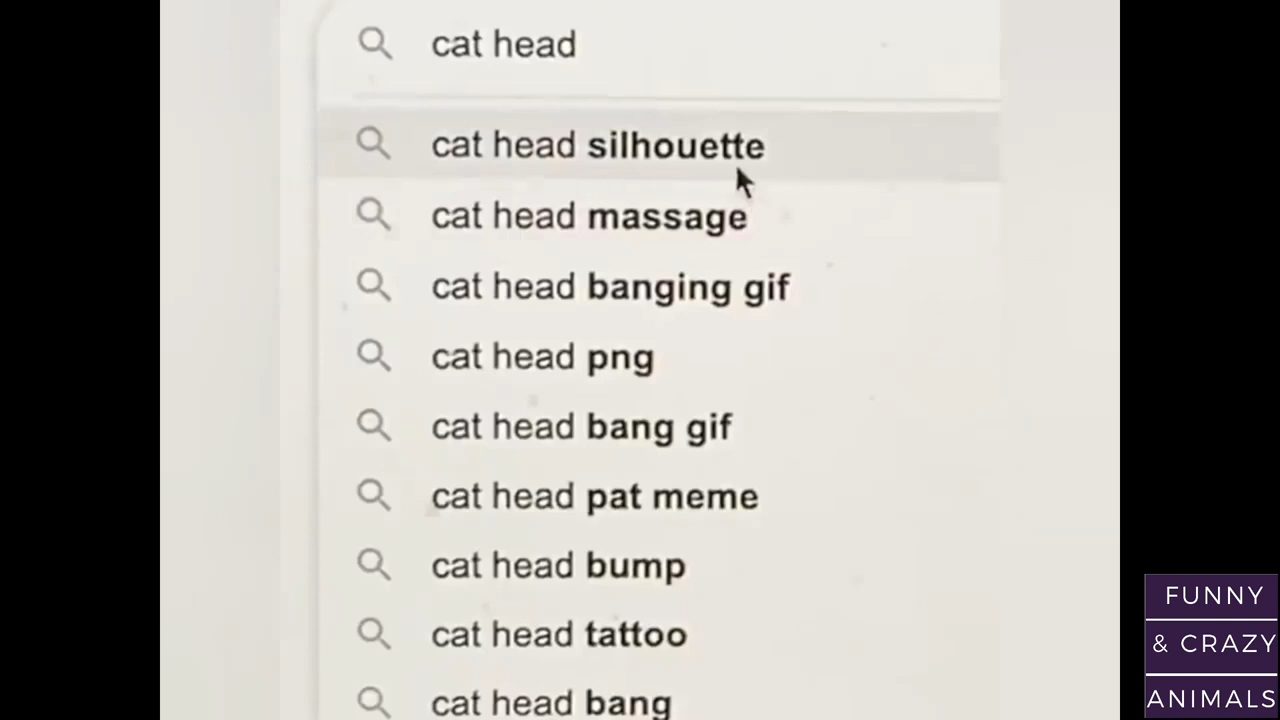 cat head
cat head silhouette
cat head massage
cat head banging gif
cat head png
cat head bang gif
cat head pat meme
cat head bump
cat head tattoo
cat head bang
FUNNY
& CRAZY
ANIMALS